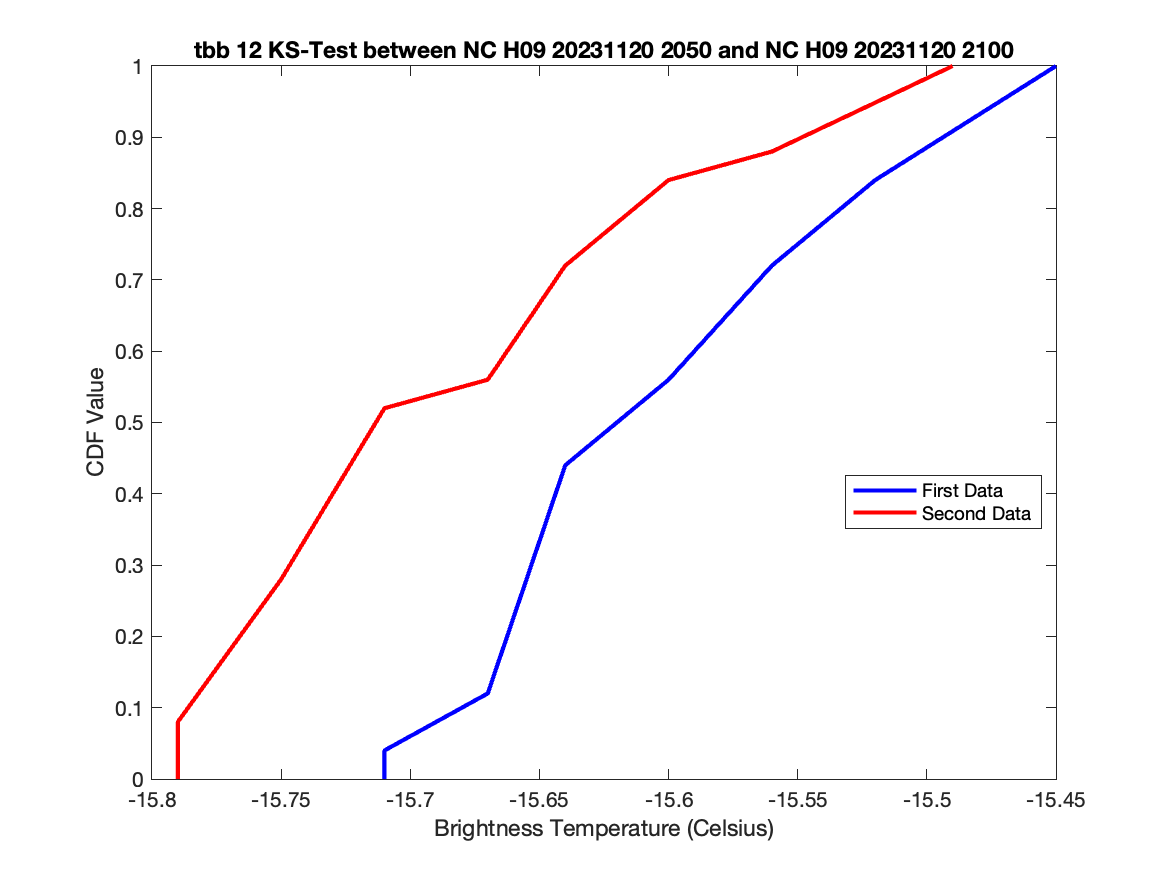 tbb 12 KS-Test between NC H09 20231120 2050 and NC H09 20231120 2100
1
0.9
0.8
0.7
0.6
0.5
0.4
0.3
0.2
0.1
0
CDF Value
First Data
Second Data
-15.8 -15.75 -15.7 -15.65 -15.6 -15.55 -15.5 -15.45
Brightness Temperature (Celsius)